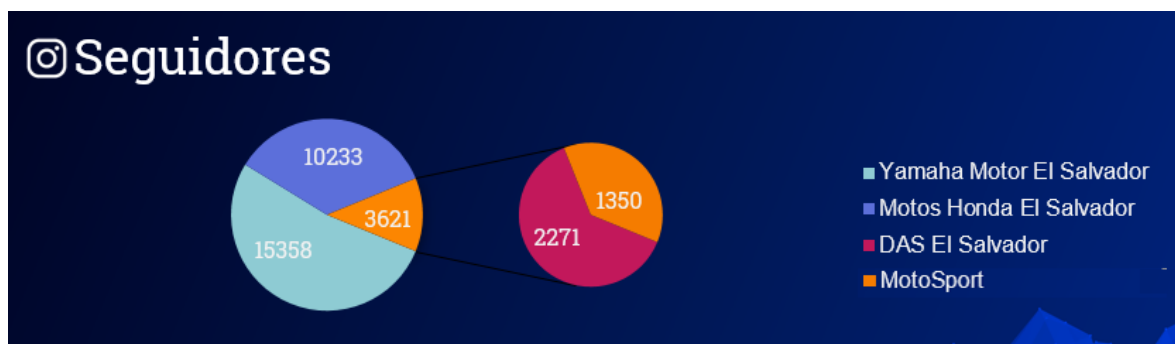 Seguidores
10233
3621
15358
1350
2271
Yamaha Motor El Salvador
Motos Honda El Salvador
DAS El Salvador
MotoSport